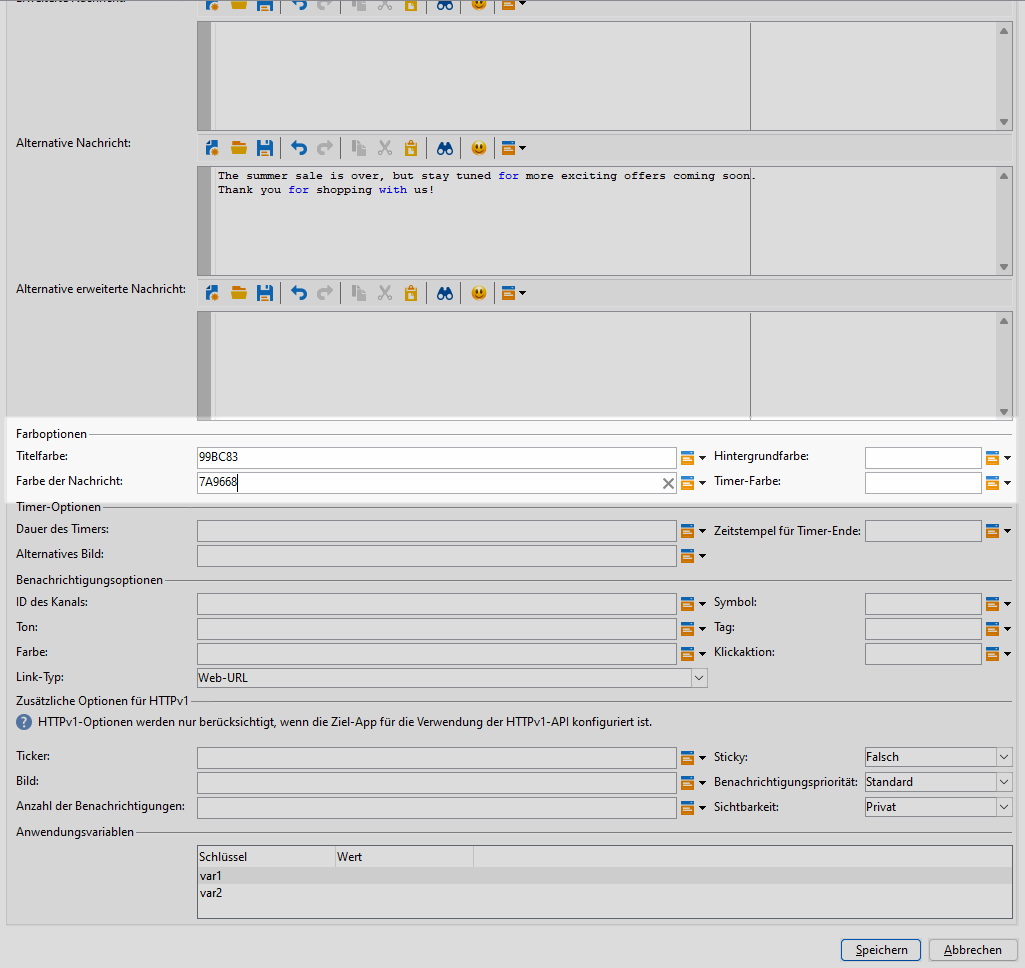 Erweiterte Nachricht:
Alternative Nachricht:
The summer sale is over, but stay tuned for more exciting offers coming soon.
Thank you for shopping with us!
Alternative erweiterte Nachricht:
Farboptionen
Titelfarbe: 99BC83 Hintergrundfarbe:
Farbe der Nachricht: 7A9668 Timer-Farbe:
Timer-Optionen
Dauer des Timers: Zeitstempel für Timer-Ende:
Alternatives Bild:
Benachrichtigungsoptionen
ID des Kanals: Symbol:
Ton: Tag:
Farbe: Klickaktion:
Link-Typ: Web-URL
Zusätzliche Optionen für HTTPv1
HTTPv1-Optionen werden nur berücksichtigt, wenn die Ziel-App für die Verwendung der HTTPv1-API konfiguriert ist.
Ticker: Sticky: Falsch
Bild: Benachrichtigungspriorität: Standard
Anzahl der Benachrichtigungen: Sichtbarkeit: Privat
Anwendungsvariablen
Schlüssel Wert
var1
var2
Speichern Abbrechen